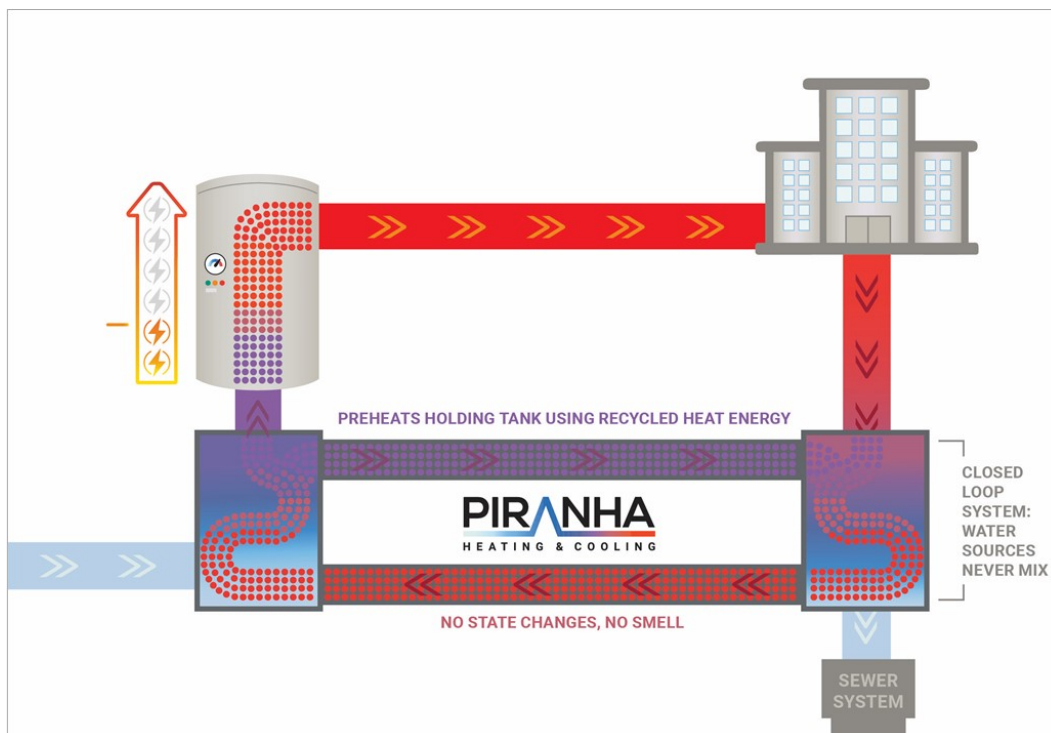 PREHEATS HOLDING TANK USING RECYCLED HEAT ENERGY
PIRANHA
HEATING & COOLING
CLOSED
LOOP
SYSTEM:
WATER
SOURCES
NEVER MIX
NO STATE CHANGES, NO SMELL
SEWER
SYSTEM